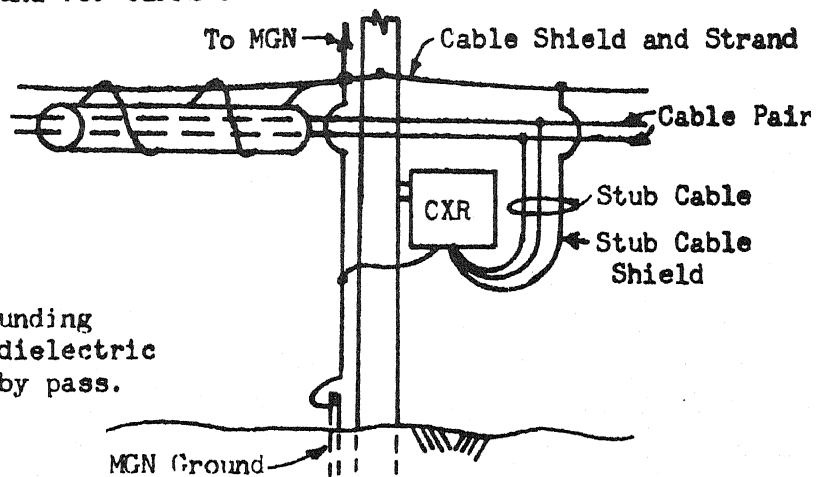 To MGN
Cable Shield and Strand
Cable Pair
CXR
Stub Cable
Stub Cable
Shield
unding
dielectric
by pass.
MGN Ground